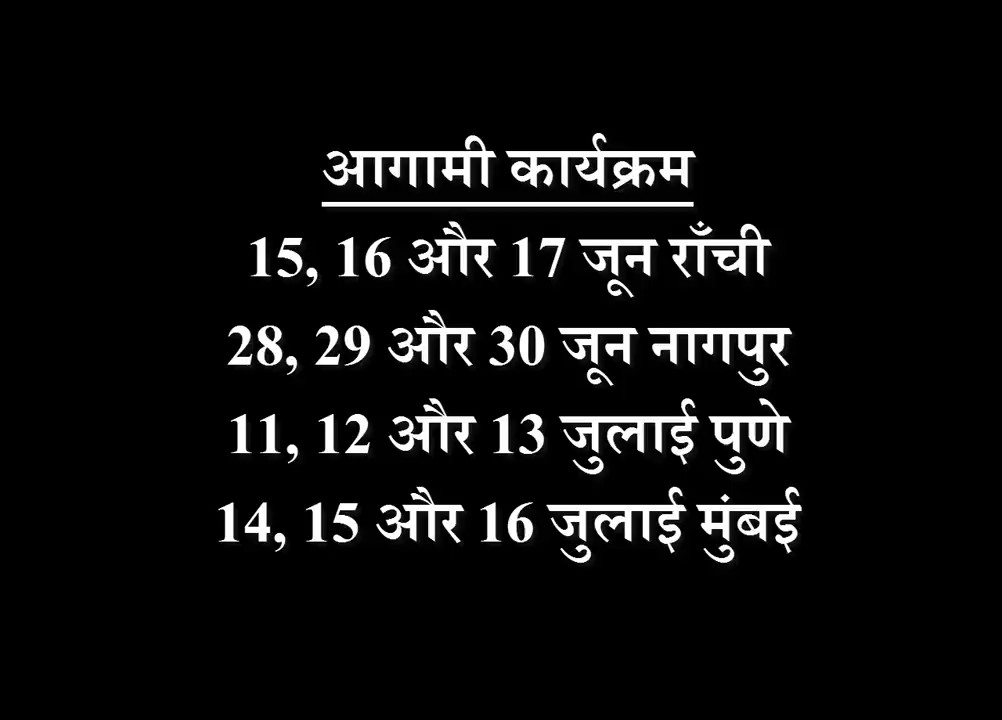 आगामी कार्यक्रम
15, 16 और 17 जून राँची
28, 29 और 30 जून नागपुर
11, 12 और 13 जुलाई पुणे
14, 15 और 16 जुलाई मुंबई